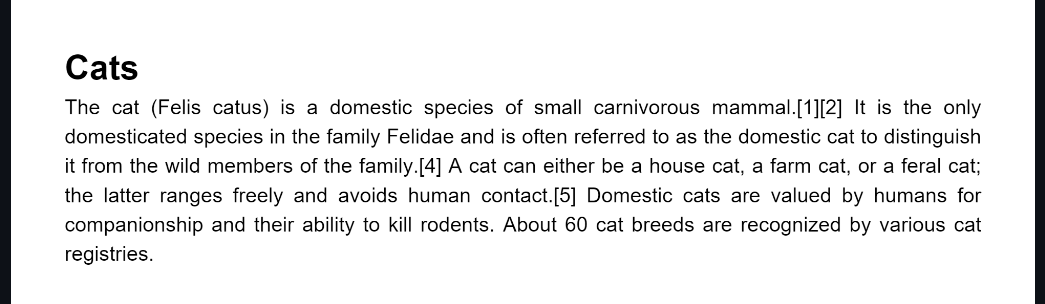 Cats
The cat (Felis catus) is a domestic species of small carnivorous mammal.[1][2] It is the only
domesticated species in the family Felidae and is often referred to as the domestic cat to distinguish
it from the wild members of the family.[4] A cat can either be a house cat, a farm cat, or a feral cat;
the latter ranges freely and avoids human contact.[5] Domestic cats are valued by humans for
companionship and their ability to kill rodents. About 60 cat breeds are recognized by various cat
registries.